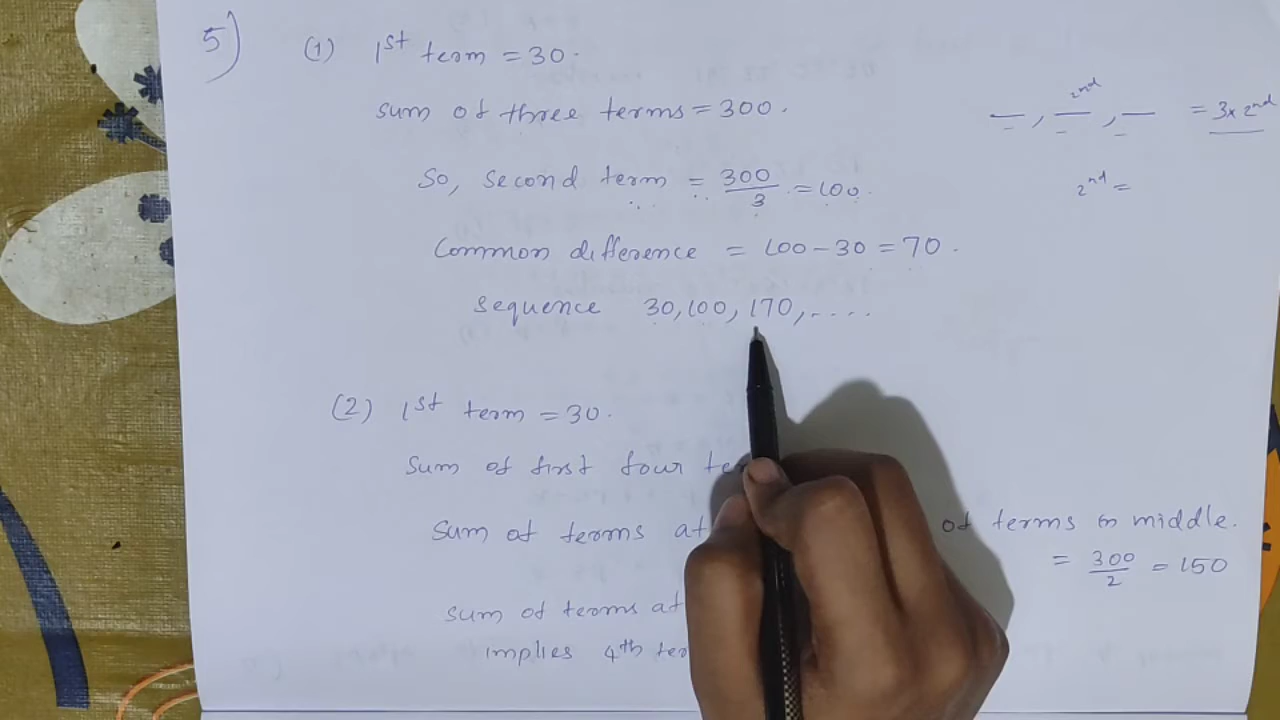 5)
(1) 1st term = 30.
sum of three terms = 300.
2nd
—, —, — = 3x 2nd
So, second term = 300/3 = 100.
2nd =
Common difference = 100 - 30 = 70.
Sequence 30, 100, 170, ....
(2) 1st term = 30.
Sum of first four
Sum of terms at of terms in middle.
= 300/2 = 150
Sum of terms at
implies 4th